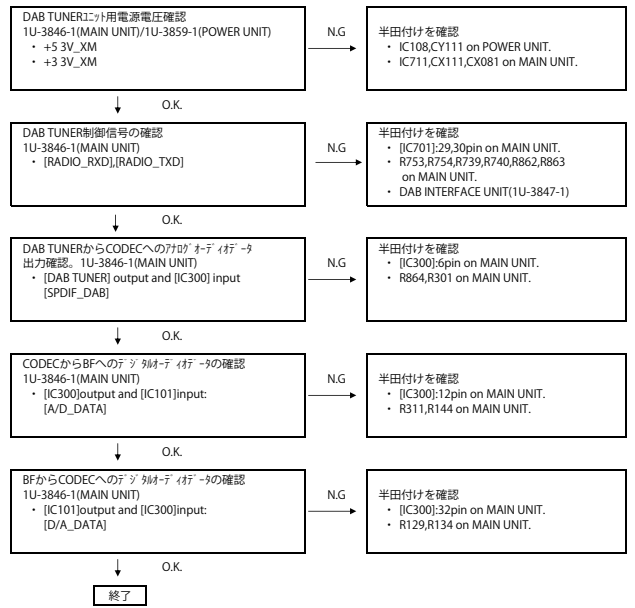 DAB TUNERﾕﾆｯﾄ用電源電圧確認
1U-3846-1(MAIN UNIT)/1U-3859-1(POWER UNIT)
・ +5 3V_XM
・ +3 3V_XM
N.G
半田付けを確認
・ IC108,CY111 on POWER UNIT.
・ IC711,CX111,CX081 on MAIN UNIT.
O.K.
DAB TUNER制御信号の確認
1U-3846-1(MAIN UNIT)
・ [RADIO_RXD],[RADIO_TXD]
N.G
半田付けを確認
・ [IC701]:29,30pin on MAIN UNIT.
・ R753,R754,R739,R740,R862,R863
on MAIN UNIT.
・ DAB INTERFACE UNIT(1U-3847-1)
O.K.
DAB TUNERからCODECへのｱﾅﾛｸﾞｵｰﾃﾞｨｵﾃﾞｰﾀ
出力確認。1U-3846-1(MAIN UNIT)
・ [DAB TUNER] output and [IC300] input
[SPDIF_DAB]
N.G
半田付けを確認
・ [IC300]:6pin on MAIN UNIT.
・ R864,R301 on MAIN UNIT.
O.K.
CODECからBFへのﾃﾞｼﾞﾀﾙｵｰﾃﾞｨｵﾃﾞｰﾀの確認
1U-3846-1(MAIN UNIT)
・ [IC300]output and [IC101]input:
[A/D_DATA]
N.G
半田付けを確認
・ [IC300]:12pin on MAIN UNIT.
・ R311,R144 on MAIN UNIT.
O.K.
BFからCODECへのﾃﾞｼﾞﾀﾙｵｰﾃﾞｨｵﾃﾞｰﾀの確認
1U-3846-1(MAIN UNIT)
・ [IC101]output and [IC300]input:
[D/A_DATA]
N.G
半田付けを確認
・ [IC300]:32pin on MAIN UNIT.
・ R129,R134 on MAIN UNIT.
O.K.
終了